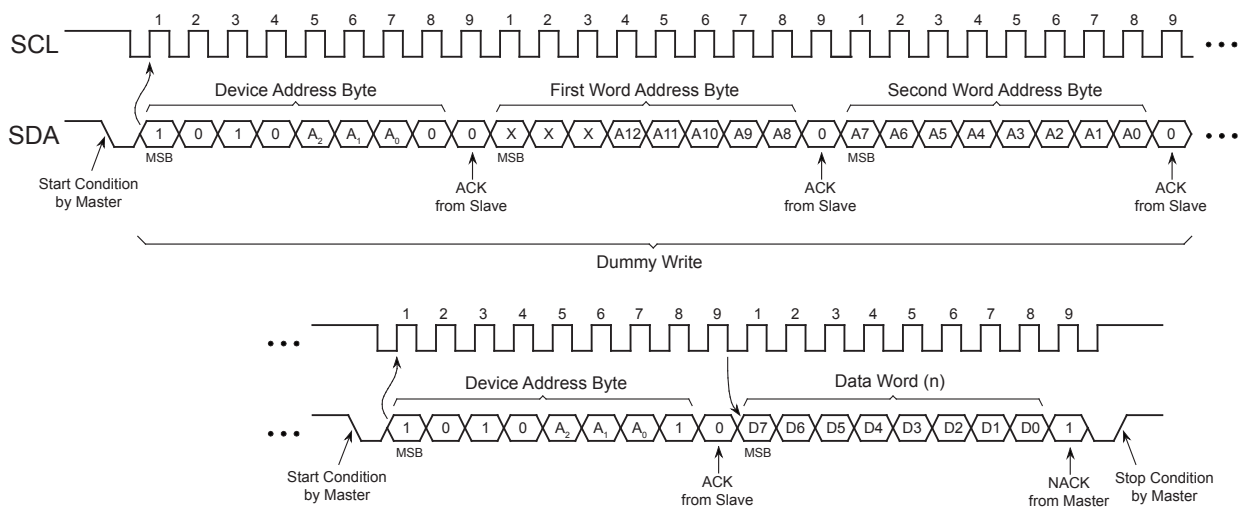 1 2 3 4 5 6 7 8 9 1 2 3 4 5 6 7 8 9 1 2 3 4 5 6 7 8 9
SCL
Device Address Byte First Word Address Byte Second Word Address Byte
SDA 1 0 1 0 A2 A1 A0 0 0 X X X A12 A11 A10 A9 A8 0 A7 A6 A5 A4 A3 A2 A1 A0 0
MSB MSB MSB
Start Condition
by Master
ACK
from Slave
ACK
from Slave
ACK
from Slave
Dummy Write
1 2 3 4 5 6 7 8 9 1 2 3 4 5 6 7 8 9
Device Address Byte Data Word (n)
1 0 1 0 A2 A1 A0 1 0 D7 D6 D5 D4 D3 D2 D1 D0 1
MSB MSB
Start Condition
by Master
ACK
from Slave
NACK
from Master
Stop Condition
by Master